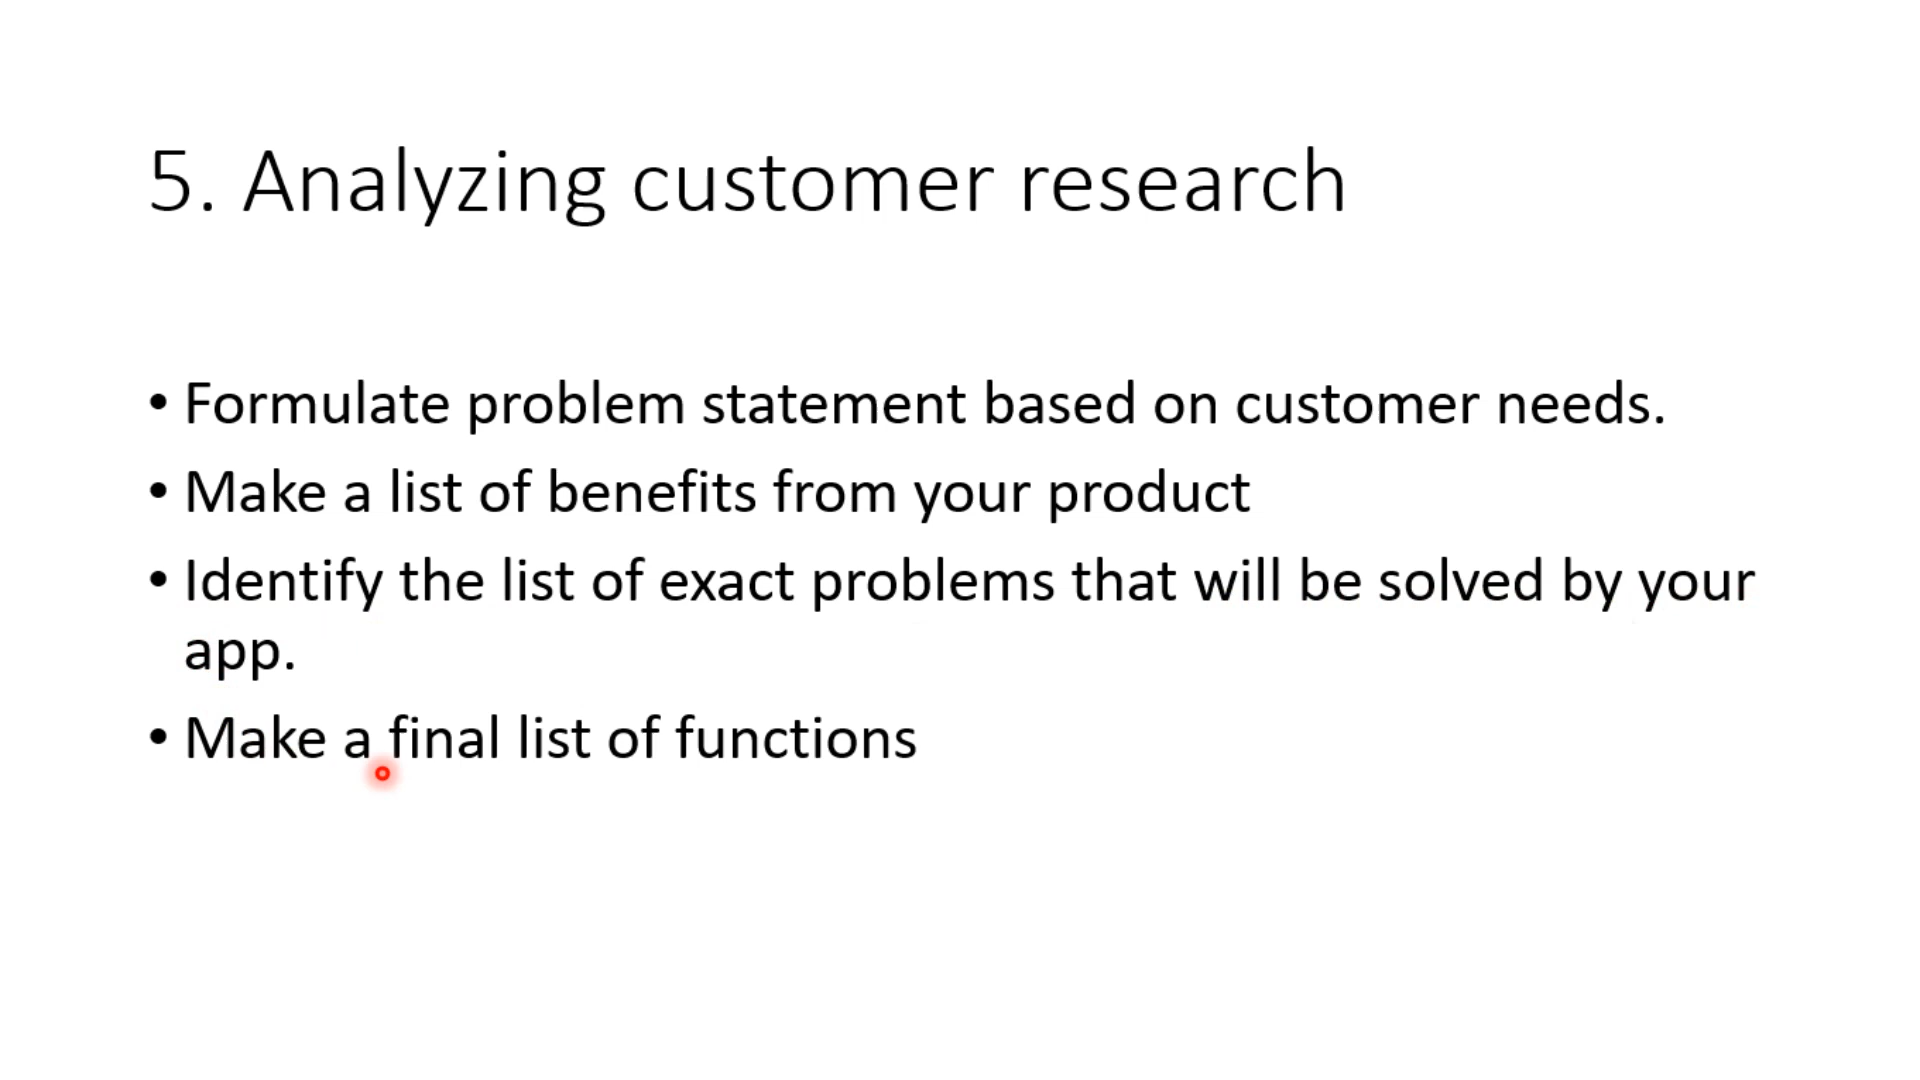 5. Analyzing customer research
• Formulate problem statement based on customer needs.
• Make a list of benefits from your product
• Identify the list of exact problems that will be solved by your
app.
• Make a final list of functions